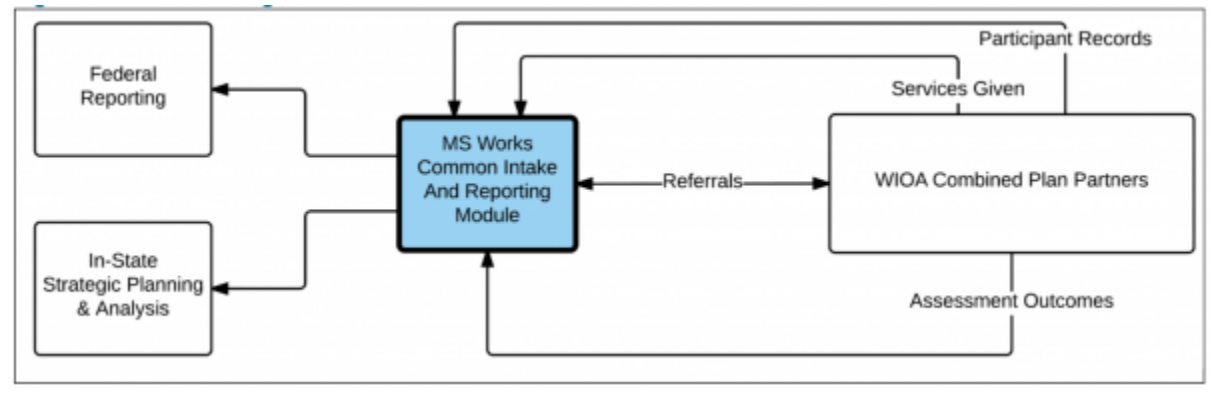 Federal
Reporting
In-State
Strategic Planning
& Analysis
MS Works
Common Intake
And Reporting
Module
Referrals
Participant Records
Services Given
WIOA Combined Plan Partners
Assessment Outcomes